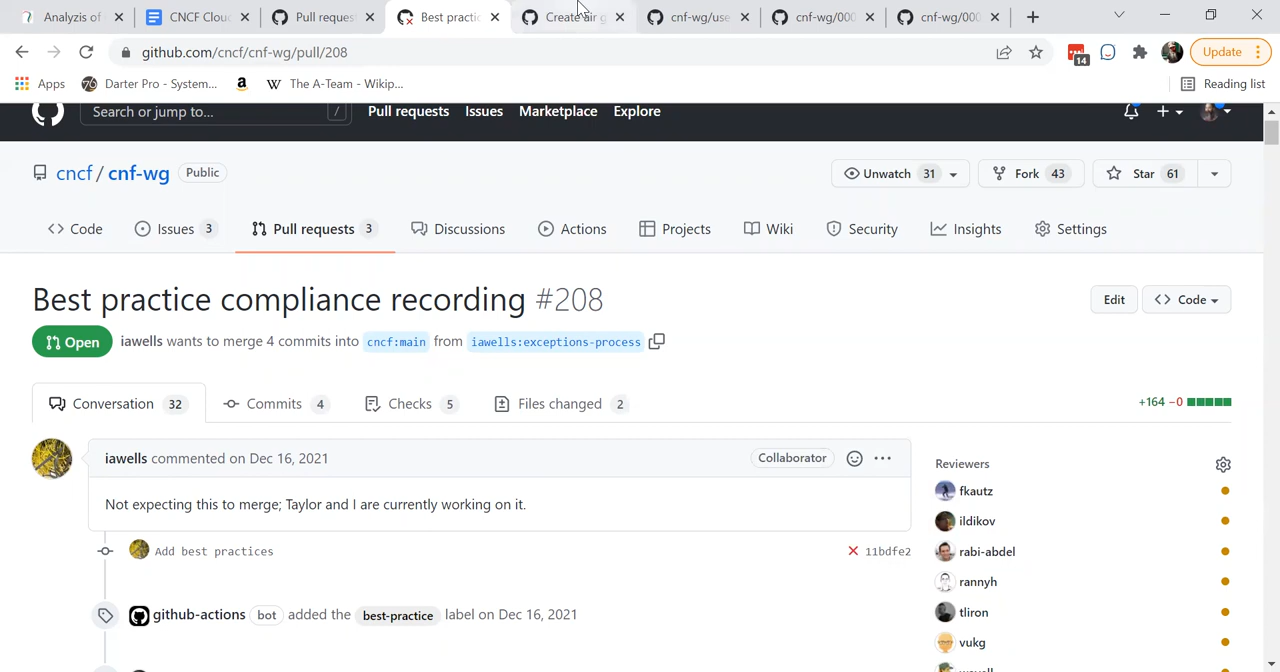 Analyzis of
CNCF Clou
Pull reques
Best practic
Create air g
cnf-wg/use
cnf-wg/000
cnf-wg/000
github.com/cncf/cnf-wg/pull/208
14
Update
Apps
76
Darter Pro - System...
a
W
The A-Team - Wikip...
Reading list
Search or jump to...
/
Pull requests
Issues
Marketplace
Explore
cncf / cnf-wg
Public
Unwatch 31
Fork 43
Star 61
Code
Issues 3
Pull requests 3
Discussions
Actions
Projects
Wiki
Security
Insights
Settings
Best practice compliance recording #208
Edit
Code
Open
iawells wants to merge 4 commits into cncf:main from iawells:exceptions-process
Conversation 32
Commits 4
Checks 5
Files changed 2
+164 −0
iawells commented on Dec 16, 2021
Collaborator
Not expecting this to merge; Taylor and I are currently working on it.
Add best practices
11bdfe2
github-actions bot added the best-practice label on Dec 16, 2021
Reviewers
fkautz
ildikov
rabi-abdel
rannyh
tliron
vukg